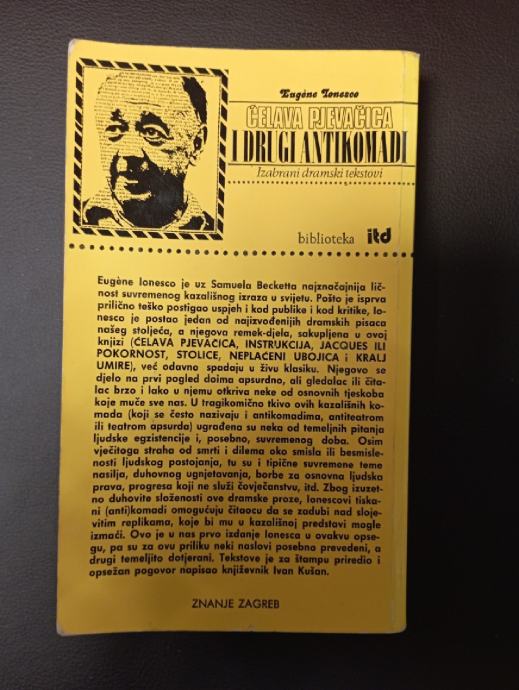 Eugène Ionesco
ĆELAVA PJEVAČICA
I DRUGI ANTIKOMADI
Izabrani dramski tekstovi
biblioteka itd
Eugène Ionesco je uz Samuela Becketta najznačajnija lič-
nost suvremenog kazališnog izraza u svijetu. Pošto je isprva
prilično teško postigao uspjeh i kod publike i kod kritike, Io-
nesco je postao jedan od najizvođenijih dramskih pisaca
našeg stoljeća, a njegova remek-djela, sakupljena u ovoj
knjizi (ĆELAVA PJEVAČICA, INSTRUKCIJA, JACQUES ILI
POKORNOST, STOLICE, NEPLAĆENI UBOJICA i KRALJ
UMIRE), već odavno spadaju u živu klasiku. Njegovo se
djelo na prvi pogled doima apsurdno, ali gledalac ili čita-
lac brzo i lako u njemu otkriva neke od osnovnih tjeskoba
koje muče sve nas. U tragikomično tkivo ovih kazališnih ko-
mada (koji se često nazivaju i antikomadima, antiteatrom
ili teatrom apsurda) ugrađena su neka od temeljnih pitanja
ljudske egzistencije i, posebno, suvremenog doba. Osim
vječitoga straha od smrti i dilema oko smisla ili besmisle-
nosti ljudskog postojanja, tu su i tipične suvremene teme
nasilja, duhovnog ugnjetavanja, borbe za osnovna ljudska
prava, progresa koji ne služi čovječanstvu, itd. Zbog izuzet-
no duhovite složenosti ove dramske proze, Ionescovi tiska-
ni (anti)komadi omogućuju čitaocu da se zadubi nad sloje-
vitim replikama, koje bi mu u kazališnoj predstavi mogle
izmaći. Ovo je u nas prvo izdanje Ionesca u ovakvu opse-
gu, pa su za ovu priliku neki naslovi posebno prevedeni, a
drugi temeljito dotjerani. Tekstove je za štampu priredio i
opsežan pogovor napisao književnik Ivan Kušan.
ZNANJE ZAGREB